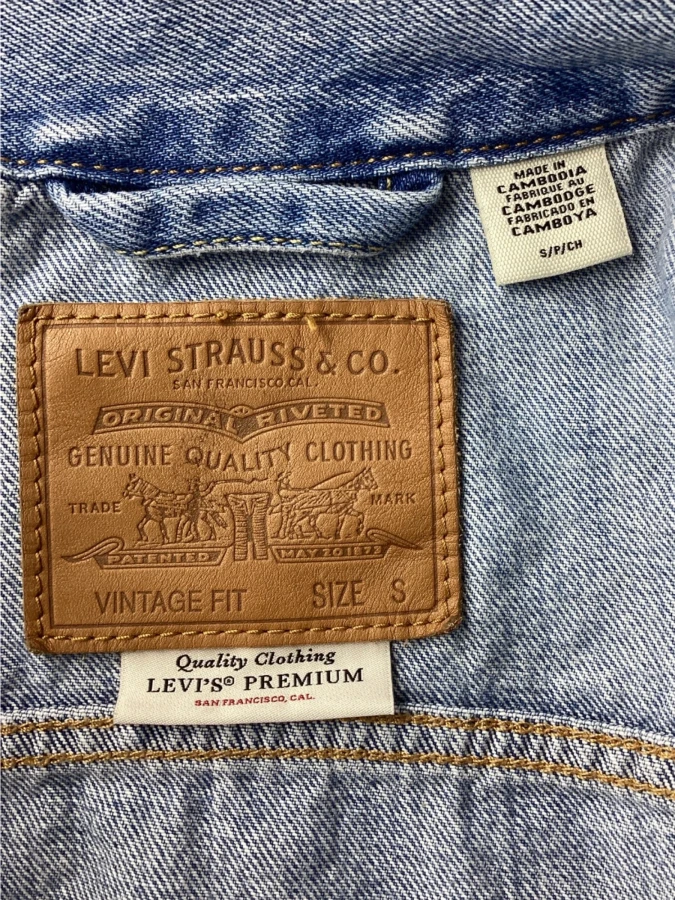 MADE IN
CAMBODIA
FABRIQUE AU
CAMBODGE
FABRICADO EN
CAMBOYA
S/P/CH
LEVI STRAUSS & CO.
SAN FRANCISCO, CAL.
ORIGINAL RIVETED
GENUINE QUALITY CLOTHING
TRADE MARK
PATENTED MAY 20 1873
VINTAGE FIT SIZE S
Quality Clothing
LEVI'S® PREMIUM
SAN FRANCISCO, CAL.